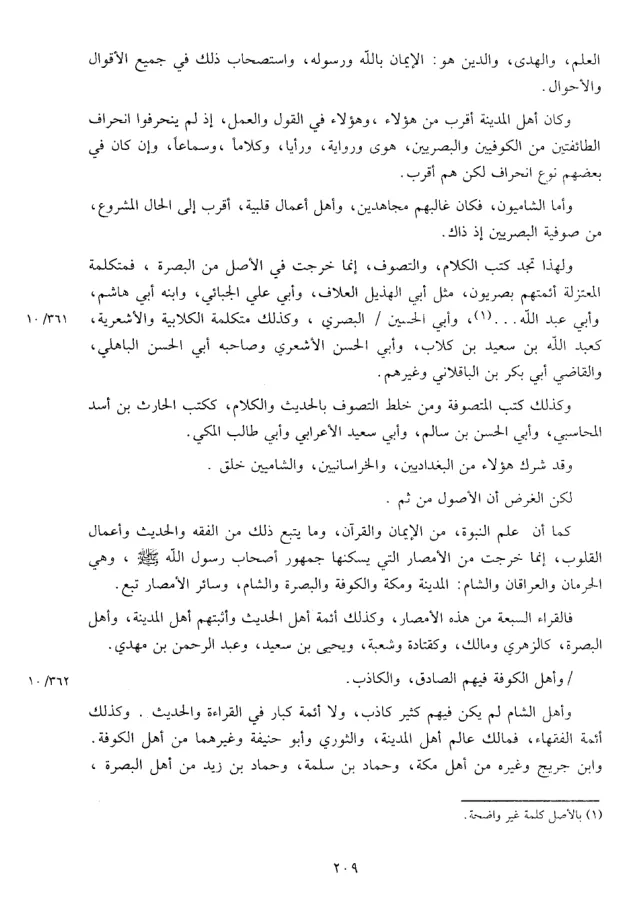 العلم، والهدى، والدين هو: الإيمان بالله ورسوله، واستصحاب ذلك في جميع الأقوال
والأحوال.
وكان أهل المدينة أقرب من هؤلاء ،وهؤلاء في القول والعمل، إذ لم ينحرفوا انحراف
الطائفتين من الكوفيين والبصريين، هوى ورواية، ورأيا، وكلاماً ،وسماعاً، وإن كان في
بعضهم نوع انحراف لكن هم أقرب.
وأما الشاميون، فكان غالبهم مجاهدين، وأهل أعمال قلبية، أقرب إلى الحال المشروع،
من صوفية البصريين إذ ذاك.
ولهذا تجد كتب الكلام، والتصوف، إنما خرجت في الأصل من البصرة ، فمتكلمة
المعتزلة أئمتهم بصريون، مثل أبي الهذيل العلاف، وأبي علي الجبائي، وابنه أبي هاشم،
وأبي عبد الله...(١)، وأبي الحسين / البصري ، وكذلك متكلمة الكلابية والأشعرية، ١٠/٣٦١
كعبد الله بن سعيد بن كلاب، وأبي الحسن الأشعري وصاحبه أبي الحسن الباهلي،
والقاضي أبي بكر بن الباقلاني وغيرهم.
وكذلك كتب المتصوفة ومن خلط التصوف بالحديث والكلام، ككتب الحارث بن أسد
المحاسبي، وأبي الحسن بن سالم، وأبي سعيد الأعرابي وأبي طالب المكي.
وقد شرك هؤلاء من البغداديين، والخراسانيين، والشاميين خلق .
لكن الغرض أن الأصول من ثم .
كما أن علم النبوة، من الإيمان والقرآن، وما يتبع ذلك من الفقه والحديث وأعمال
القلوب، إنما خرجت من الأمصار التي يسكنها جمهور أصحاب رسول الله ﷺ ، وهي
الحرمان والعراقان والشام: المدينة ومكة والكوفة والبصرة والشام، وسائر الأمصار تبع.
فالقراء السبعة من هذه الأمصار، وكذلك أئمة أهل الحديث وأثبتهم أهل المدينة، وأهل
البصرة، كالزهري ومالك، وكقتادة وشعبة، ويحيى بن سعيد، وعبد الرحمن بن مهدي.
/ وأهل الكوفة فيهم الصادق، والكاذب. ١٠/٣٦٢
وأهل الشام لم يكن فيهم كثير كاذب، ولا أئمة كبار في القراءة والحديث . وكذلك
أئمة الفقهاء، فمالك عالم أهل المدينة، والثوري وأبو حنيفة وغيرهما من أهل الكوفة.
وابن جريج وغيره من أهل مكة، وحماد بن سلمة، وحماد بن زيد من أهل البصرة ،
(١) بالأصل كلمة غير واضحة.
٢٠٩